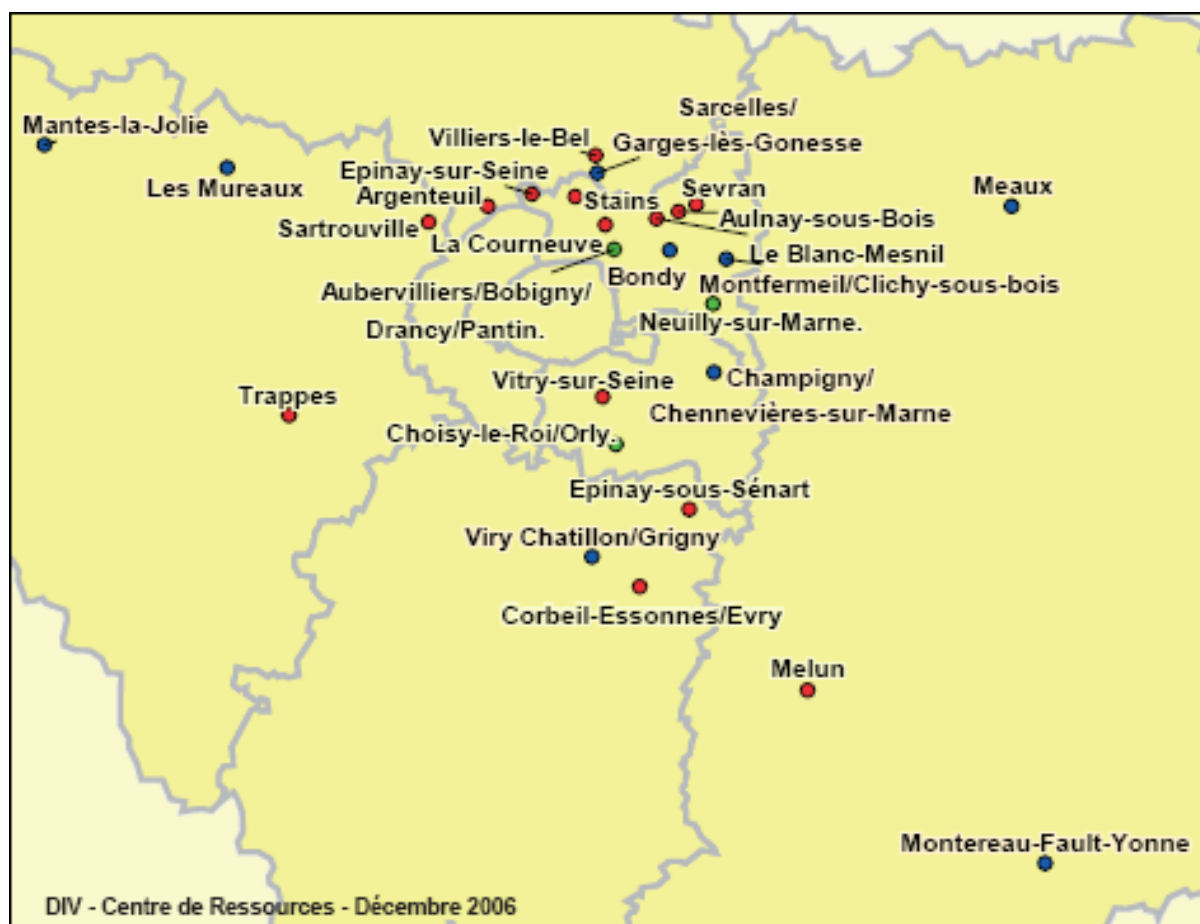 Sarcelles/
Mantes-la-Jolie
Villiers-le-Bel
Garges-lès-Gonesse
Epinay-sur-Seine
Les Mureaux
Argenteuil
Stains
Sevran
Meaux
Sartrouville
Aulnay-sous-Bois
La Courneuve
Le Blanc-Mesnil
Bondy
Montfermeil/Clichy-sous-bois
Aubervilliers/Bobigny/
Drancy/Pantin.
Neuilly-sur-Marne.
Vitry-sur-Seine
Champigny/
Chennevières-sur-Marne
Trappes
Choisy-le-Roi/Orly.
Epinay-sous-Sénart
Viry Chatillon/Grigny
Corbeil-Essonnes/Evry
Melun
Montereau-Fault-Yonne
DIV - Centre de Ressources - Décembre 2006